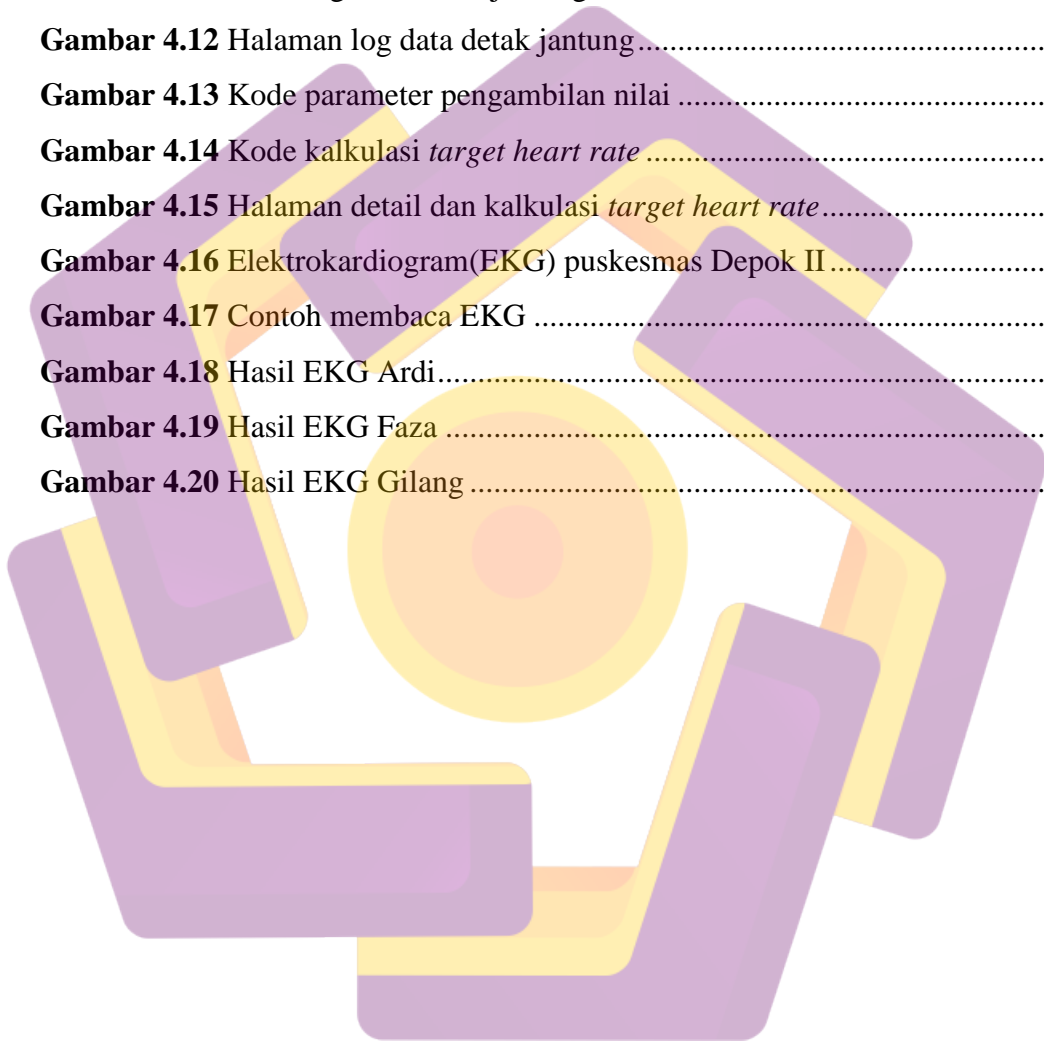 Gambar 4.12 Halaman log data detak jantung........................................................
Gambar 4.13 Kode parameter pengambilan nilai ..................................................
Gambar 4.14 Kode kalkulasi target heart rate .......................................................
Gambar 4.15 Halaman detail dan kalkulasi target heart rate...............................
Gambar 4.16 Elektrokardiogram(EKG) puskesmas Depok II..............................
Gambar 4.17 Contoh membaca EKG ....................................................................
Gambar 4.18 Hasil EKG Ardi................................................................................
Gambar 4.19 Hasil EKG Faza ...............................................................................
Gambar 4.20 Hasil EKG Gilang ............................................................................